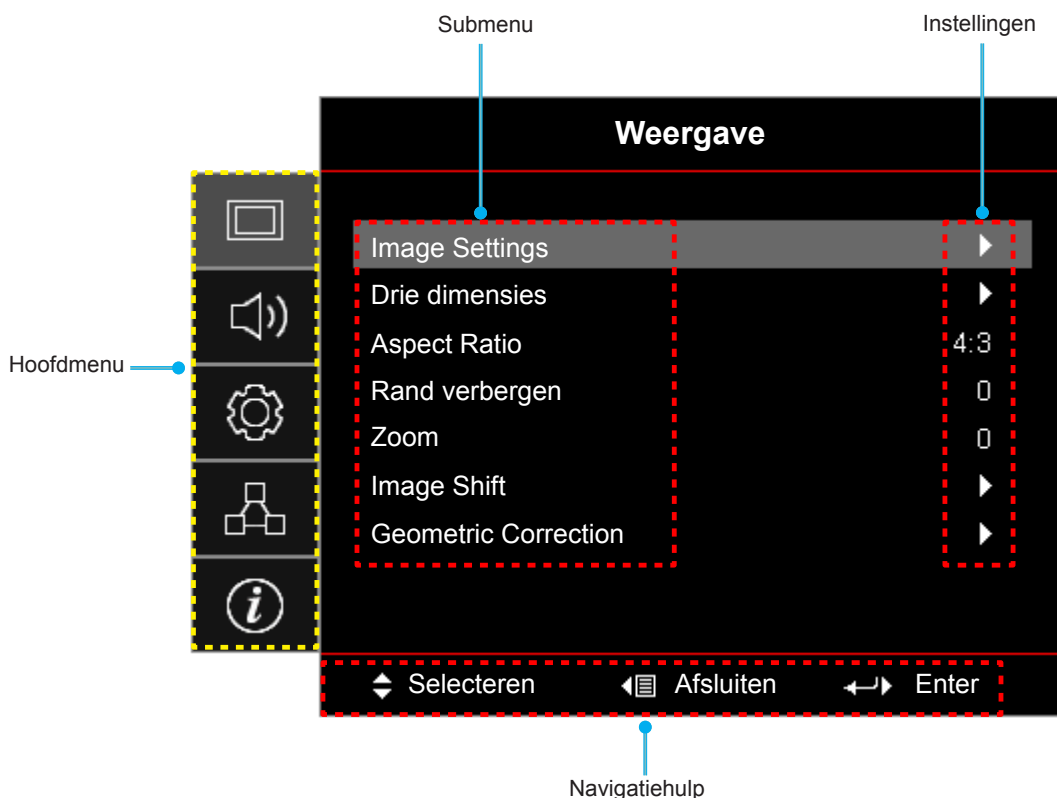 Submenu
Instellingen
Weergave
Image Settings
Drie dimensies
Aspect Ratio 4:3
Hoofdmenu
Rand verbergen 0
Zoom 0
Image Shift
Geometric Correction
Selecteren Afsluiten Enter
Navigatiehulp